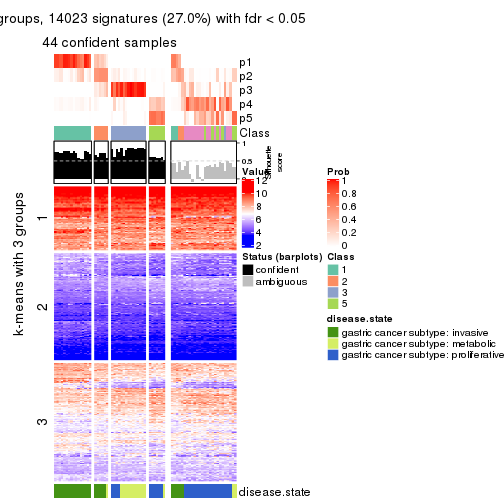 groups, 14023 signatures (27.0%) with fdr < 0.05
44 confident samples
p1
p2
p3
p4
p5
Class
1
0.5
0
silhouette
score
k-means with 3 groups
1
2
3
Value
12
10
8
6
4
2
Prob
1
0.8
0.6
0.4
0.2
0
Status (barplots)
confident
ambiguous
Class
1
2
3
5
disease.state
gastric cancer subtype: invasive
gastric cancer subtype: metabolic
gastric cancer subtype: proliferative
disease.state